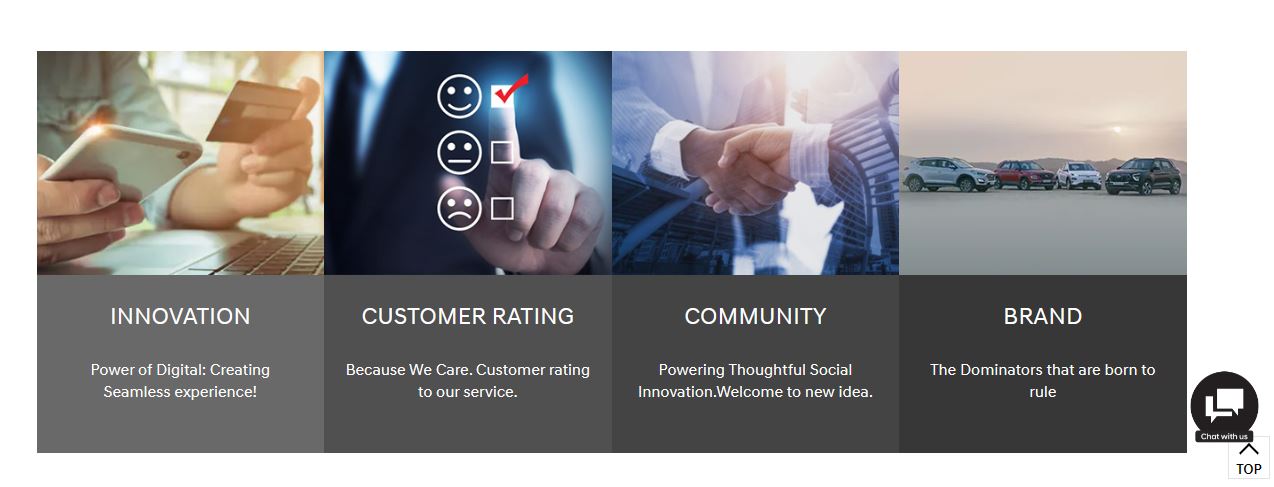 INNOVATION
Power of Digital: Creating
Seamless experience!
CUSTOMER RATING
Because We Care. Customer rating
to our service.
COMMUNITY
Powering Thoughtful Social
Innovation.Welcome to new idea.
BRAND
The Dominators that are born to
rule
Chat with us
TOP